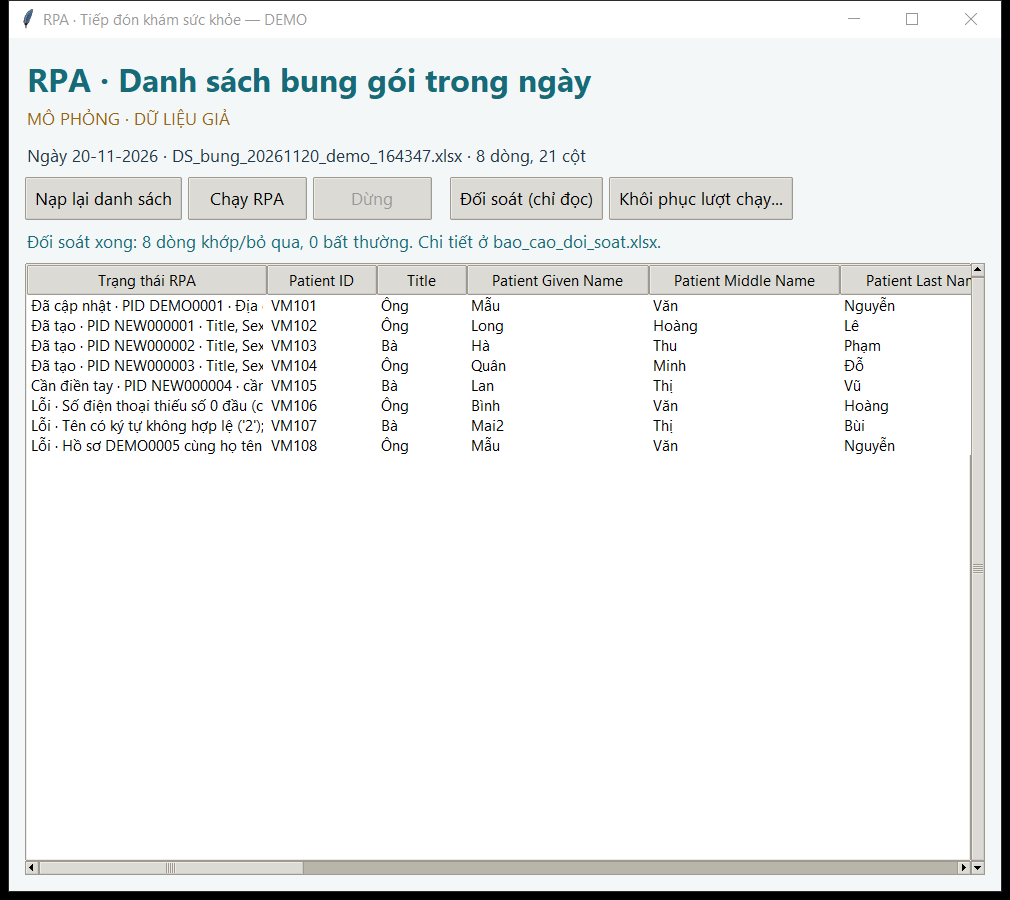 RPA · Tiếp đón khám sức khỏe — DEMO
RPA · Danh sách bung gói trong ngày
MÔ PHỎNG · DỮ LIỆU GIẢ
Ngày 20-11-2026 · DS_bung_20261120_demo_164347.xlsx · 8 dòng, 21 cột
Nạp lại danh sách Chạy RPA Dừng Đối soát (chỉ đọc) Khôi phục lượt chạy...
Đối soát xong: 8 dòng khớp/bỏ qua, 0 bất thường. Chi tiết ở bao_cao_doi_soat.xlsx.
Trạng thái RPA Patient ID Title Patient Given Name Patient Middle Name Patient Last Nan
Đã cập nhật · PID DEMO0001 · Địa VM101 Ông Mẫu Văn Nguyễn
Đã tạo · PID NEW000001 · Title, Sex VM102 Ông Long Hoàng Lê
Đã tạo · PID NEW000002 · Title, Sex VM103 Bà Hà Thu Phạm
Đã tạo · PID NEW000003 · Title, Sex VM104 Ông Quân Minh Đỗ
Cần điền tay · PID NEW000004 · cần VM105 Bà Lan Thị Vũ
Lỗi · Số điện thoại thiếu số 0 đầu (c VM106 Ông Bình Văn Hoàng
Lỗi · Tên có ký tự không hợp lệ ('2'); VM107 Bà Mai2 Thị Bùi
Lỗi · Hồ sơ DEMO0005 cùng họ tên VM108 Ông Mẫu Văn Nguyễn